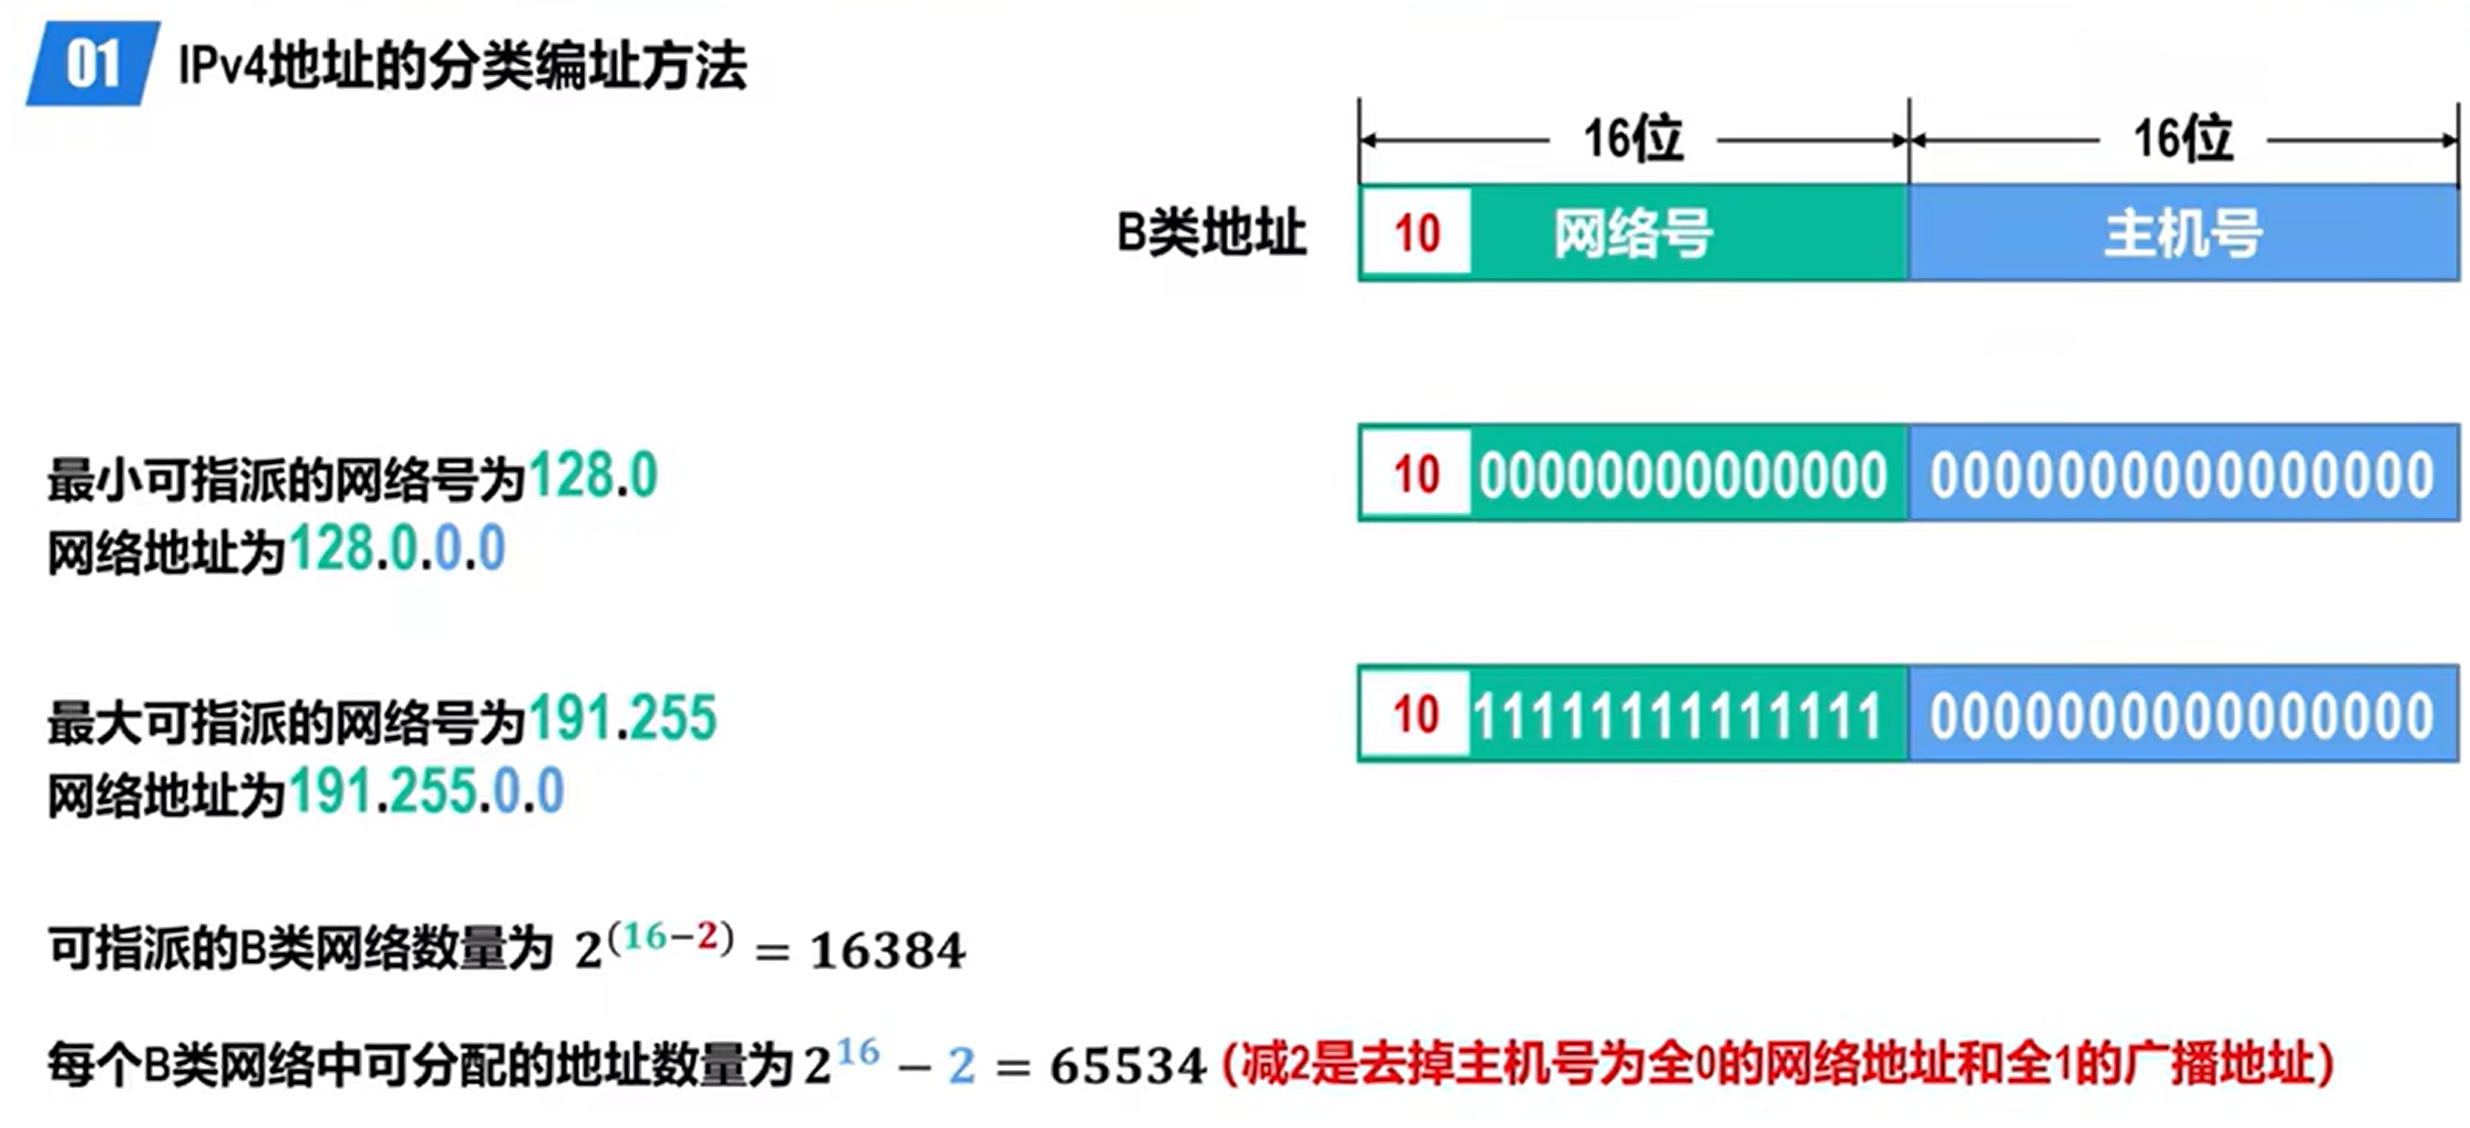 01 IPv4地址的分类编址方法
16位 16位
B类地址 10 网络号 主机号
最小可指派的网络号为128.0
网络地址为128.0.0.0
10 00000000000000 0000000000000000
最大可指派的网络号为191.255
网络地址为191.255.0.0
10 11111111111111 0000000000000000
可指派的B类网络数量为 2^(16−2) = 16384
每个B类网络中可分配的地址数量为 2^16 − 2 = 65534 (减2是去掉主机号为全0的网络地址和全1的广播地址)